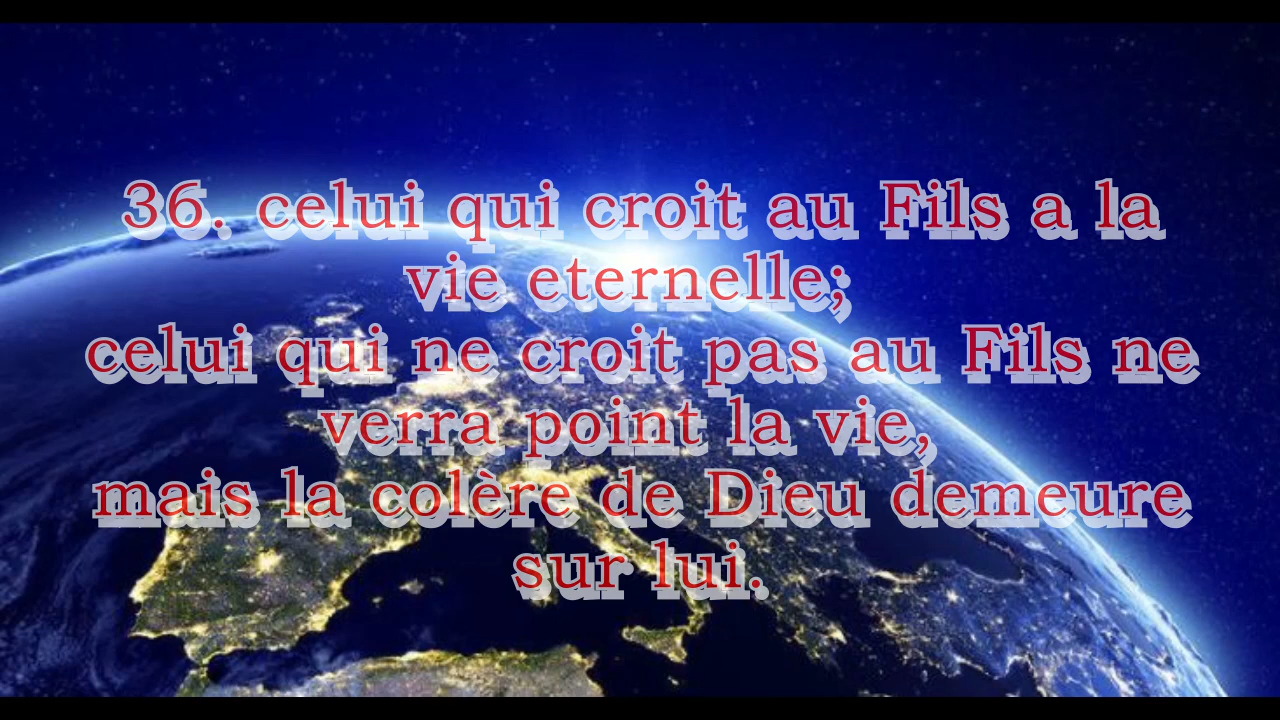 36. celui qui croit au Fils a la
vie eternelle;
celui qui ne croit pas au Fils ne
verra point la vie,
mais la colère de Dieu demeure
sur lui.